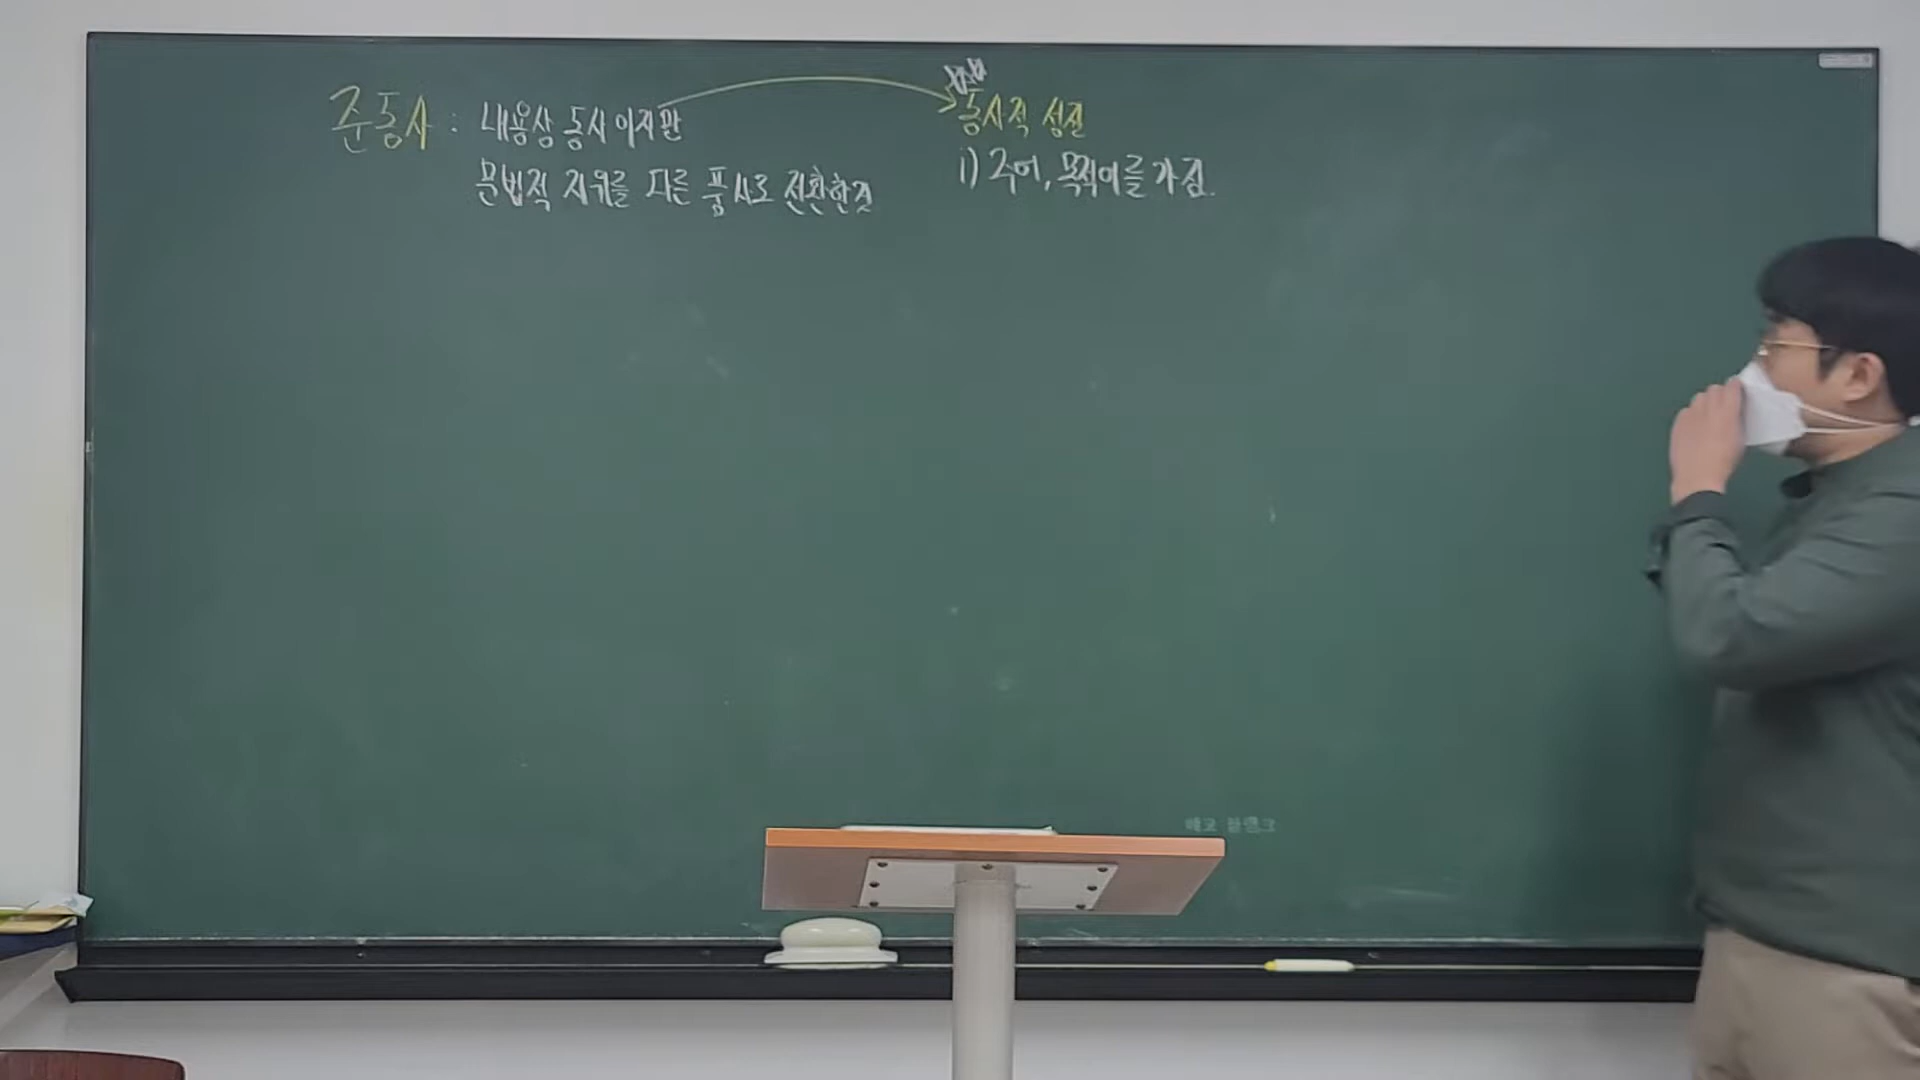 준동사 : 내용상 동사이지만
문법적 지위를 다른 품사로 전환한 것
동사적 성질
i) 주어, 목적어를 가짐.